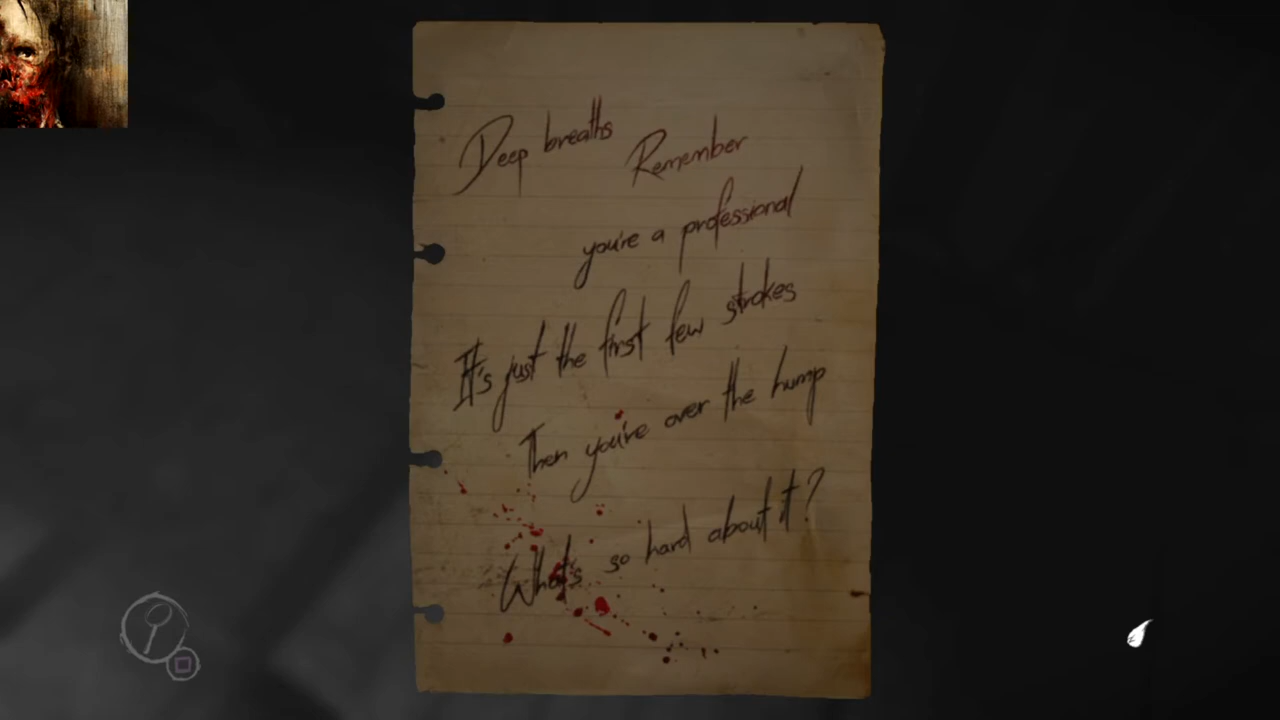 Deep breaths Remember
you're a professional
It's just the first few strokes
Then you're over the hump
What's so hard about it?